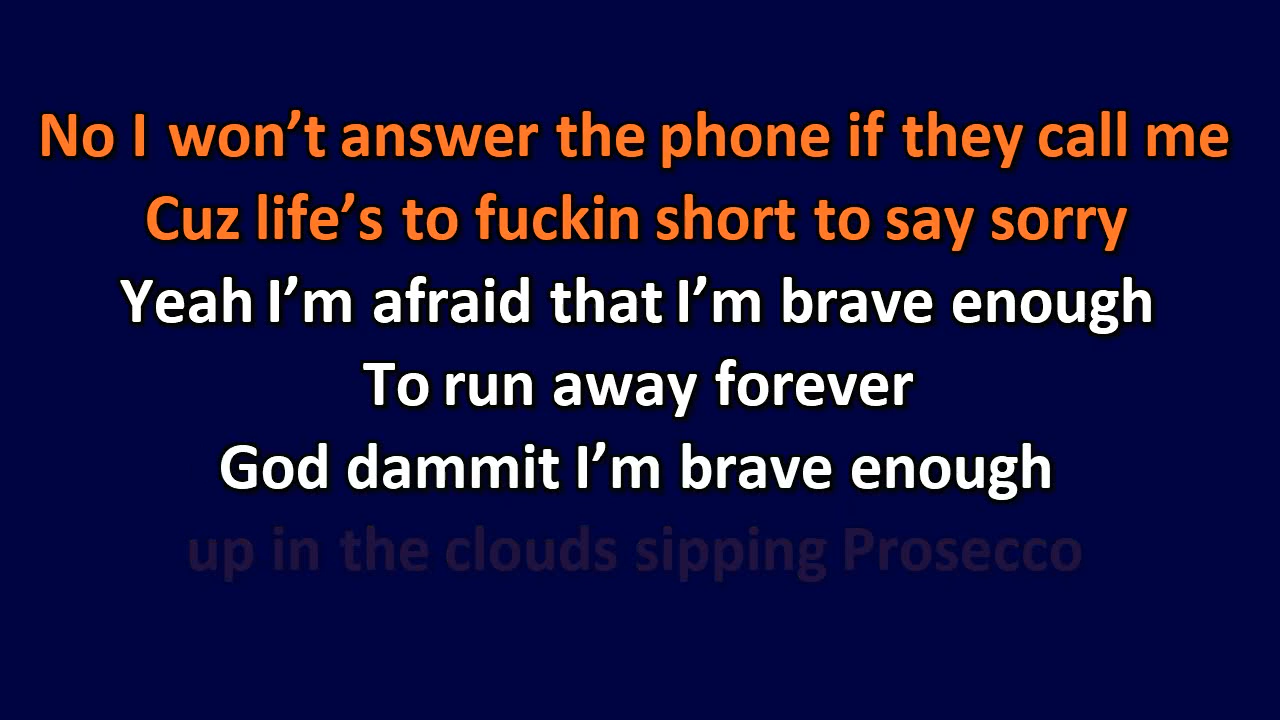 No I won’t answer the phone if they call me
Cuz life’s to fuckin short to say sorry
Yeah I’m afraid that I’m brave enough
To run away forever
God dammit I’m brave enough
up in the clouds sipping Prosecco